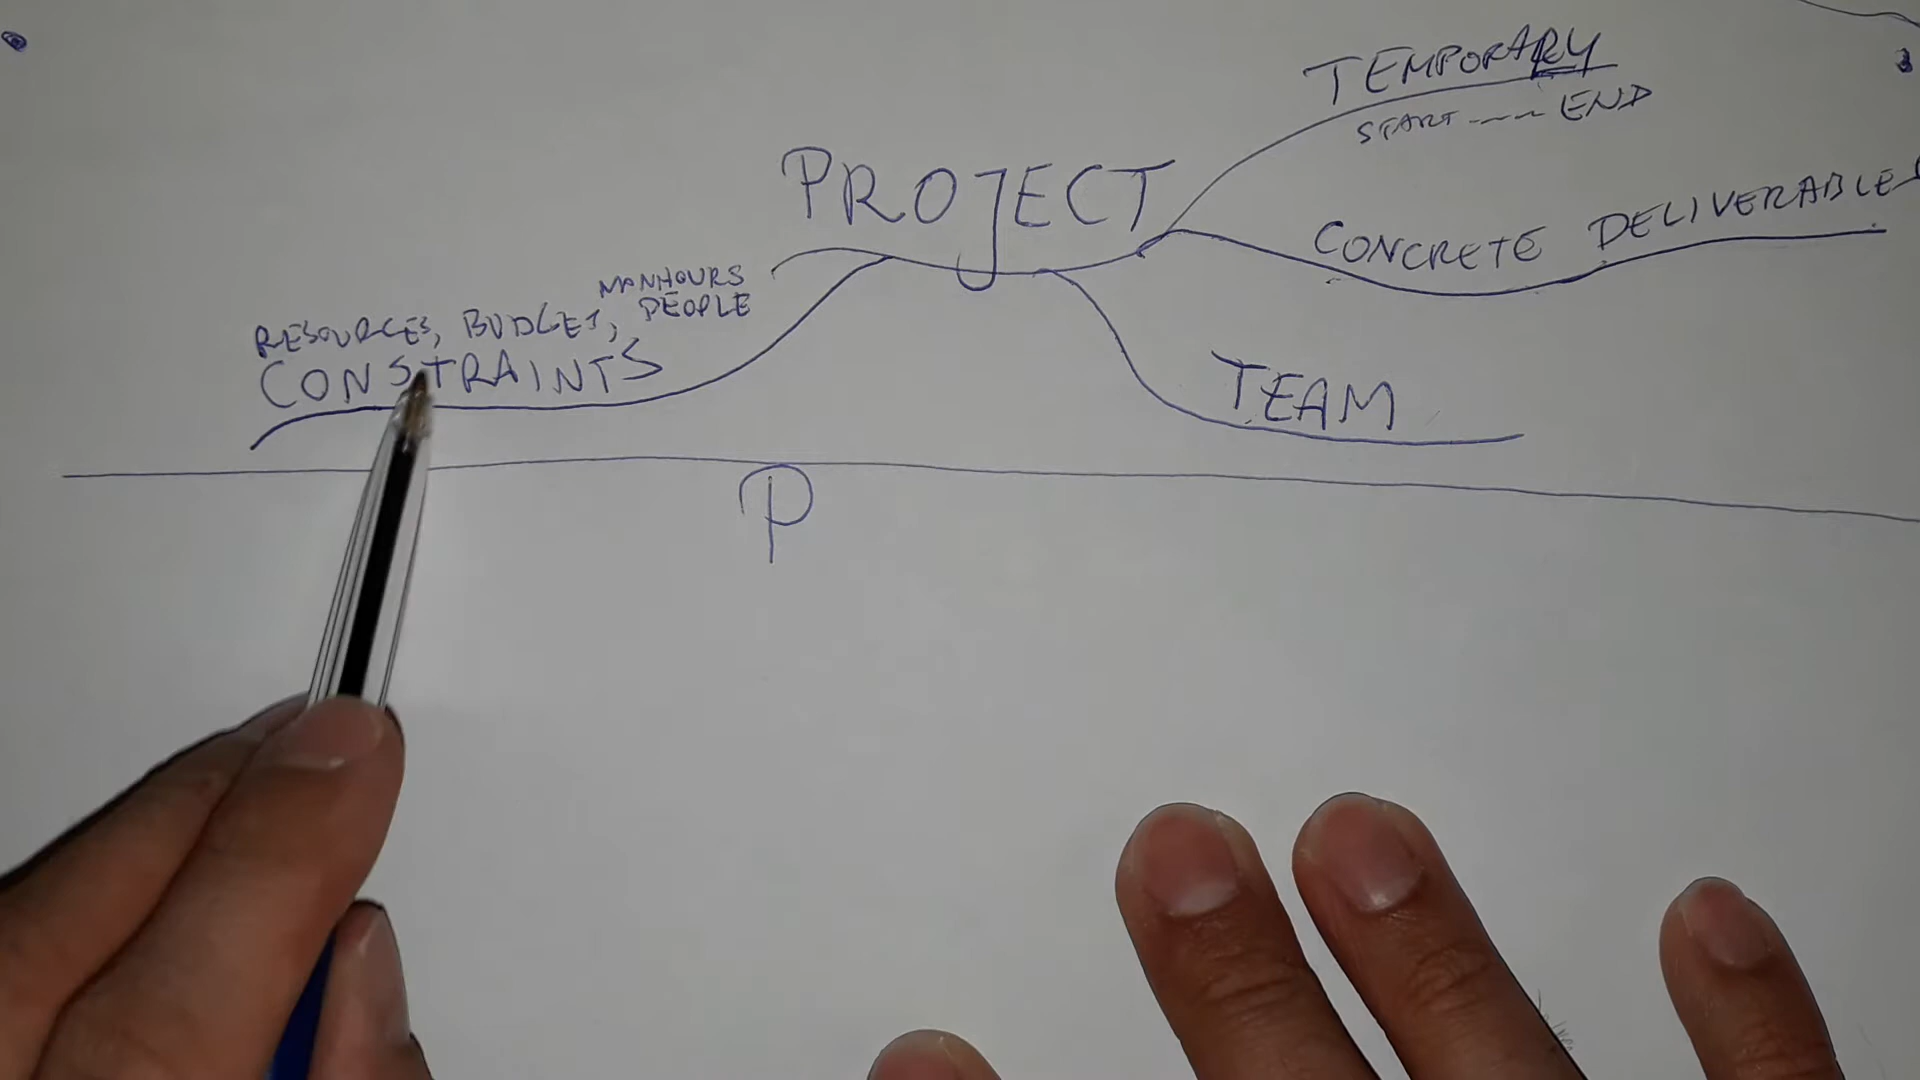 TEMPORARY
START --- END
PROJECT
CONCRETE DELIVERABLES
MANHOURS
RESOURCES, BUDGET, PEOPLE
CONSTRAINTS
TEAM
P